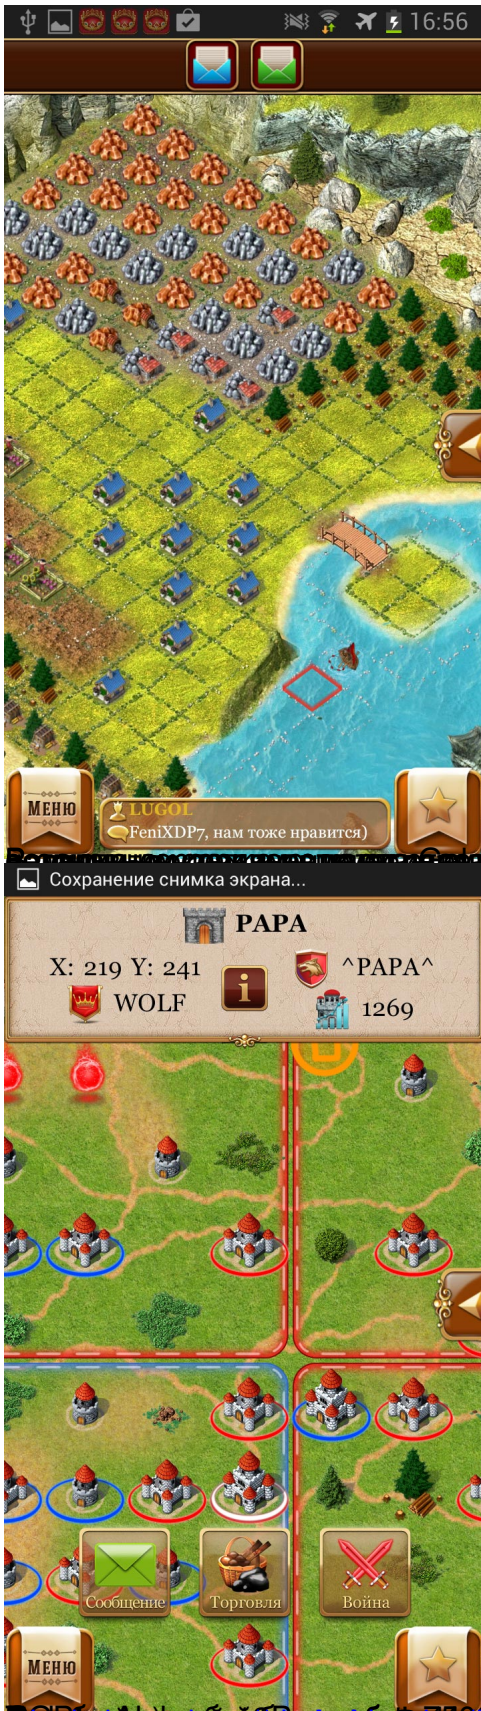 16:56
МЕНЮ
LUGOL
FeniXDP7, нам тоже нравится)
Сохранение снимка экрана...
PAPA
X: 219 Y: 241
^PAPA^
WOLF
1269
Сообщение
Торговля
Война
МЕНЮ